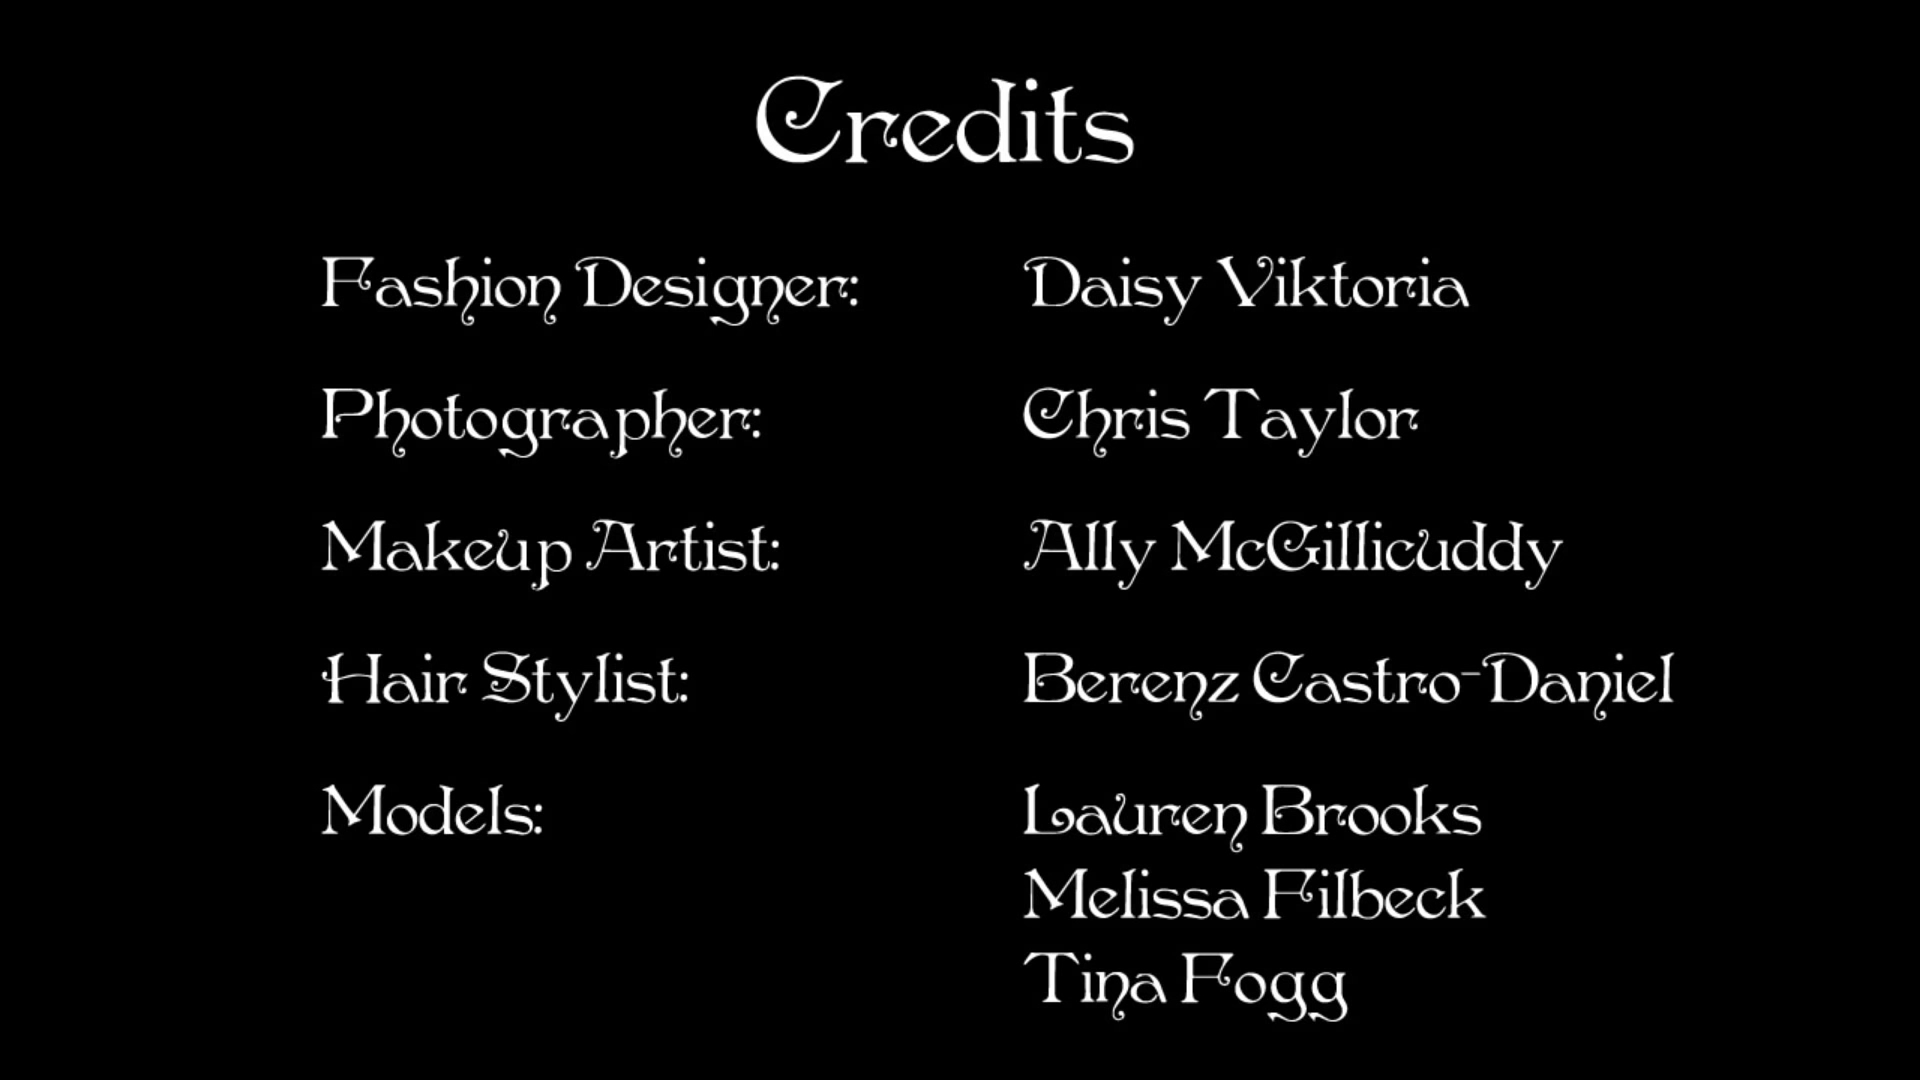 Credits
Fashion Designer: Daisy Viktoria
Photographer: Chris Taylor
Makeup Artist: Ally McGillicuddy
Hair Stylist: Berenz Castro-Daniel
Models: Lauren Brooks
Melissa Filbeck
Tina Fogg